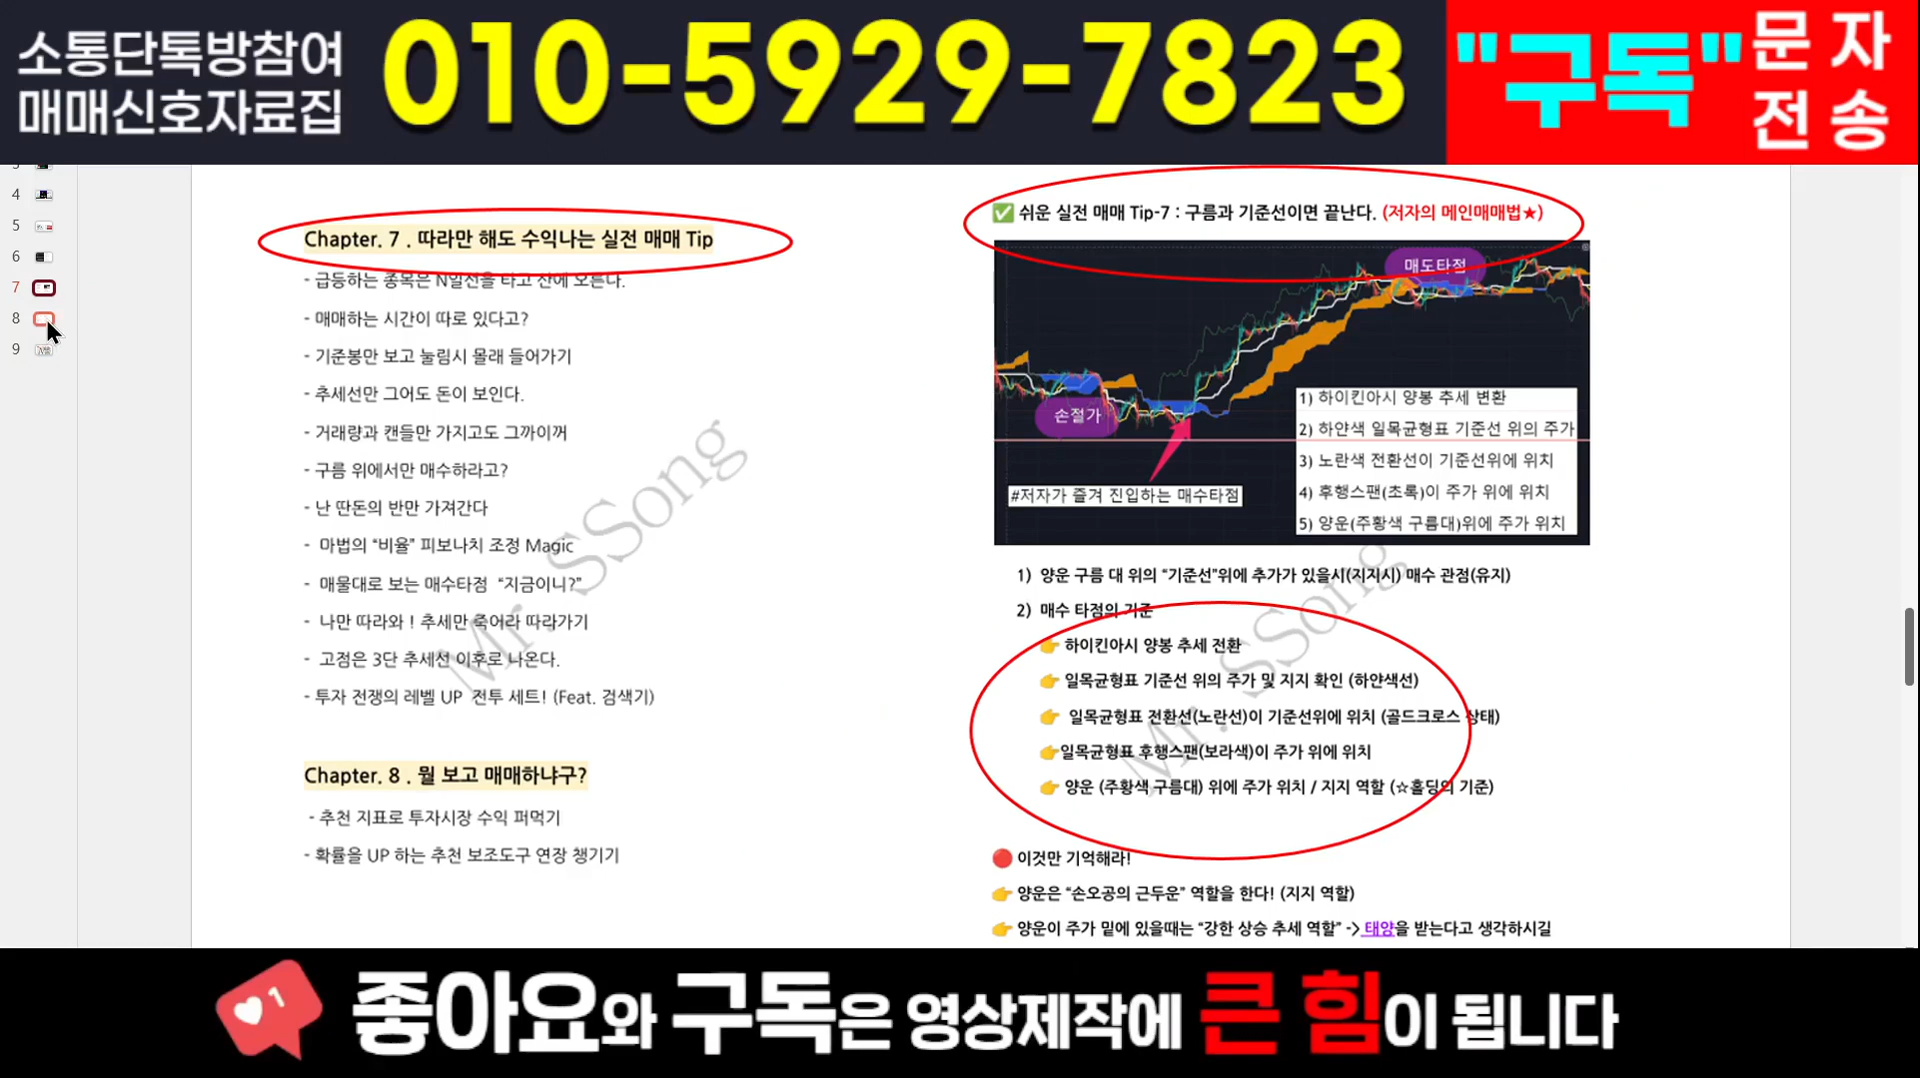 소통단톡방참여
매매신호자료집
010-5929-7823
"구독"
문 자
전 송
4
5
6
7
8
9
Chapter. 7 . 따라만 해도 수익나는 실전 매매 Tip
- 급등하는 종목은 N일선을 타고 산에 오른다.
- 매매하는 시간이 따로 있다고?
- 기준봉만 보고 눌림시 몰래 들어가기
- 추세선만 그어도 돈이 보인다.
- 거래량과 캔들만 가지고도 그까이꺼
- 구름 위에서만 매수하라고?
- 난 딴돈의 반만 가져간다
- 마법의 “비율” 피보나치 조정 Magic
- 매물대로 보는 매수타점 “지금이니?”
- 나만 따라와 ! 추세만 죽어라 따라가기
- 고점은 3단 추세선 이후로 나온다.
- 투자 전쟁의 레벨 UP 전투 세트! (Feat. 검색기)
Chapter. 8 . 뭘 보고 매매하냐구?
- 추천 지표로 투자시장 수익 퍼먹기
- 확률을 UP 하는 추천 보조도구 연장 챙기기
Mr. SSong
✅ 쉬운 실전 매매 Tip-7 : 구름과 기준선이면 끝난다. (저자의 메인매매법★)
매도타점
손절가
#저자가 즐겨 진입하는 매수타점
1) 하이킨아시 양봉 추세 변환
2) 하얀색 일목균형표 기준선 위의 주가
3) 노란색 전환선이 기준선위에 위치
4) 후행스팬(초록)이 주가 위에 위치
5) 양운(주황색 구름대)위에 주가 위치
1) 양운 구름 대 위의 “기준선”위에 추가가 있을시(지지시) 매수 관점(유지)
2) 매수 타점의 기준
👉 하이킨아시 양봉 추세 전환
👉 일목균형표 기준선 위의 주가 및 지지 확인 (하얀색선)
👉 일목균형표 전환선(노란선)이 기준선위에 위치 (골드크로스 상태)
👉일목균형표 후행스팬(보라색)이 주가 위에 위치
👉 양운 (주황색 구름대) 위에 주가 위치 / 지지 역할 (☆홀딩의 기준)
Mr. SSong
🔴 이것만 기억해라!
👉 양운은 “손오공의 근두운” 역할을 한다! (지지 역할)
👉 양운이 주가 밑에 있을때는 “강한 상승 추세 역할” -> 태양을 받는다고 생각하시길
1
좋아요와 구독은 영상제작에 큰 힘이 됩니다